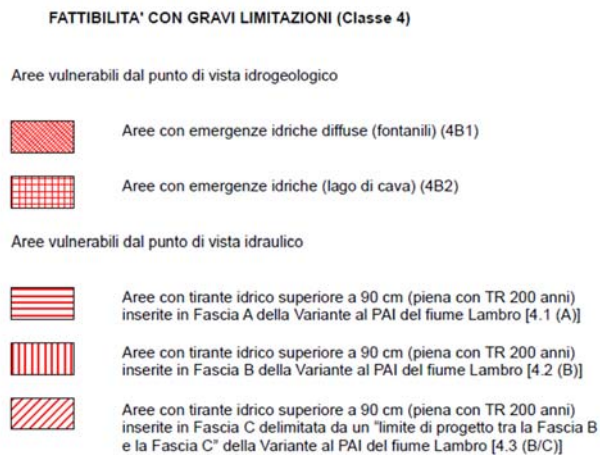 FATTIBILITA' CON GRAVI LIMITAZIONI (Classe 4)
Aree vulnerabili dal punto di vista idrogeologico
Aree con emergenze idriche diffuse (fontanili) (4B1)
Aree con emergenze idriche (lago di cava) (4B2)
Aree vulnerabili dal punto di vista idraulico
Aree con tirante idrico superiore a 90 cm (piena con TR 200 anni)
inserite in Fascia A della Variante al PAI del fiume Lambro [4.1 (A)]
Aree con tirante idrico superiore a 90 cm (piena con TR 200 anni)
inserite in Fascia B della Variante al PAI del fiume Lambro [4.2 (B)]
Aree con tirante idrico superiore a 90 cm (piena con TR 200 anni)
inserite in Fascia C delimitata da un "limite di progetto tra la Fascia B
e la Fascia C" della Variante al PAI del fiume Lambro [4.3 (B/C)]